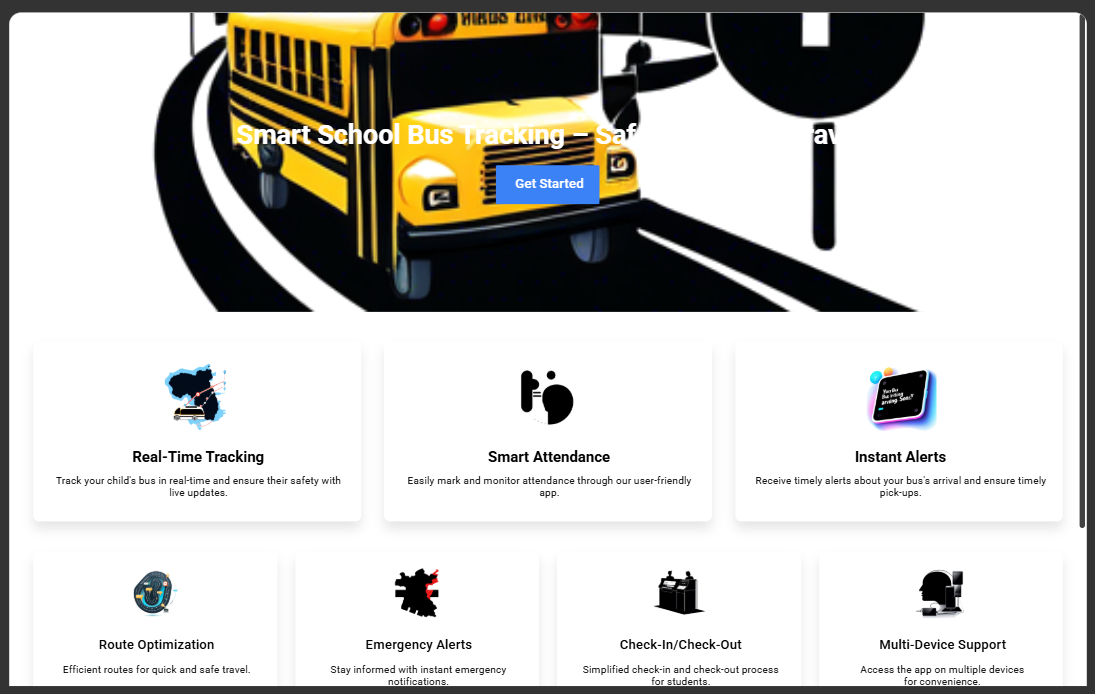 Smart School Bus Tracking – Saf
Get Started
Real-Time Tracking
Smart Attendance
Instant Alerts
Track your child's bus in real-time and ensure their safety with
live updates.
Easily mark and monitor attendance through our user-friendly
app.
Receive timely alerts about your bus's arrival and ensure timely
pick-ups.
Route Optimization
Emergency Alerts
Check-In/Check-Out
Multi-Device Support
Efficient routes for quick and safe travel.
Stay informed with instant emergency
notifications.
Simplified check-in and check-out process
for students.
Access the app on multiple devices
for convenience.